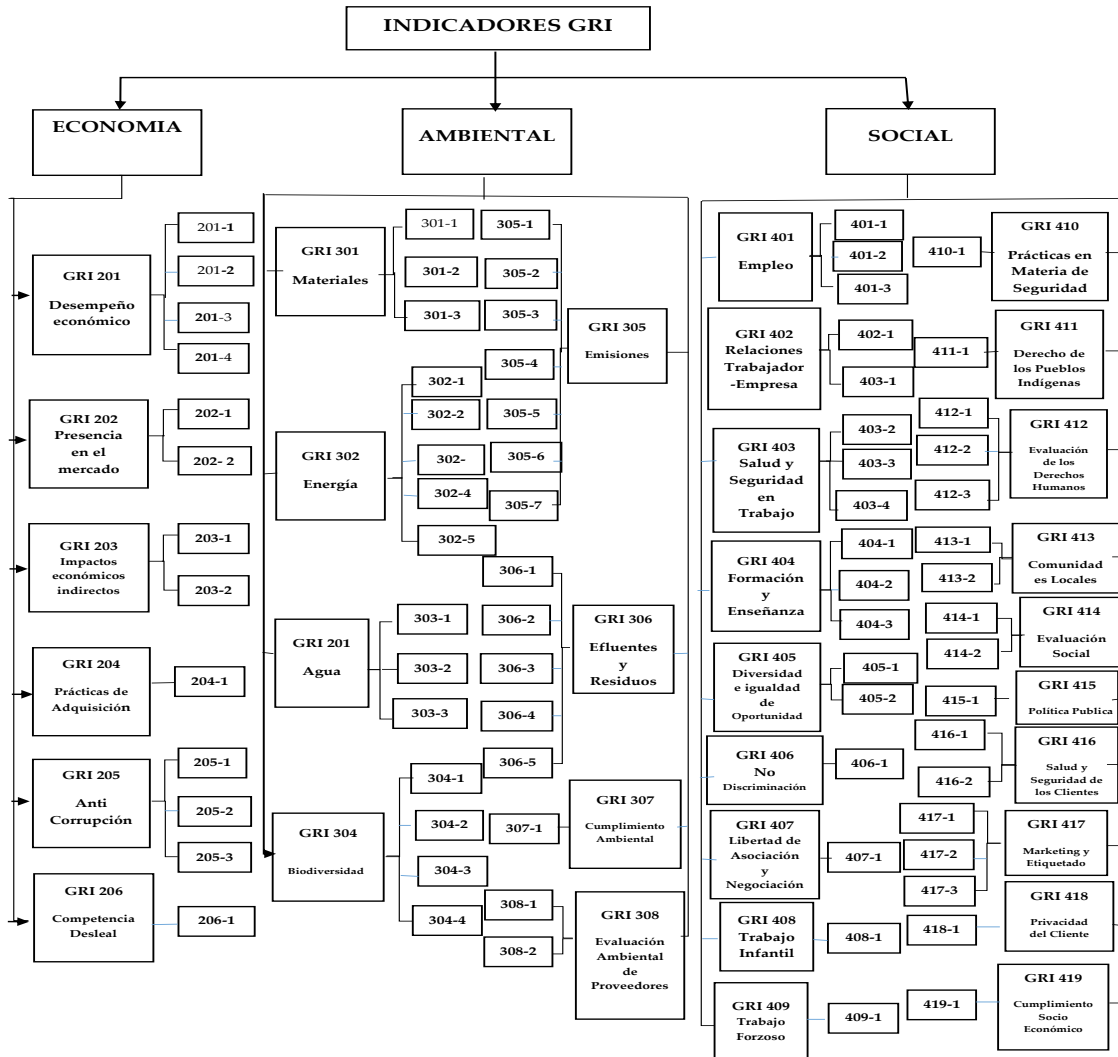 INDICADORES GRI
ECONOMIA
AMBIENTAL
SOCIAL
GRI 201
Desempeño
económico
201-1
201-2
201-3
201-4
GRI 202
Presencia
en el
mercado
202-1
202- 2
GRI 203
Impactos
económicos
indirectos
203-1
203-2
GRI 204
Prácticas de
Adquisición
204-1
GRI 205
Anti
Corrupción
205-1
205-2
205-3
GRI 206
Competencia
Desleal
206-1
GRI 301
Materiales
301-1
301-2
301-3
GRI 302
Energía
302-1
302-2
302-
302-4
302-5
GRI 201
Agua
303-1
303-2
303-3
GRI 304
Biodiversidad
304-1
304-2
304-3
304-4
305-1
305-2
305-3
305-4
305-5
305-6
305-7
GRI 305
Emisiones
306-1
306-2
306-3
306-4
306-5
GRI 306
Efluentes
y
Residuos
307-1
GRI 307
Cumplimiento
Ambiental
308-1
308-2
GRI 308
Evaluación
Ambiental
de
Proveedores
GRI 401
Empleo
401-1
401-2
401-3
GRI 402
Relaciones
Trabajador
-Empresa
402-1
403-1
GRI 403
Salud y
Seguridad
en
Trabajo
403-2
403-3
403-4
GRI 404
Formación
y
Enseñanza
404-1
404-2
404-3
GRI 405
Diversidad
e igualdad
de
Oportunidad
405-1
405-2
GRI 406
No
Discriminación
406-1
GRI 407
Libertad de
Asociación
y
Negociación
407-1
GRI 408
Trabajo
Infantil
408-1
GRI 409
Trabajo
Forzoso
409-1
410-1
GRI 410
Prácticas en
Materia de
Seguridad
411-1
GRI 411
Derecho de
los Pueblos
Indígenas
412-1
412-2
412-3
GRI 412
Evaluación
de los
Derechos
Humanos
413-1
413-2
GRI 413
Comunidad
es Locales
414-1
414-2
GRI 414
Evaluación
Social
415-1
GRI 415
Política Publica
416-1
416-2
GRI 416
Salud y
Seguridad de
los Clientes
417-1
417-2
417-3
GRI 417
Marketing y
Etiquetado
418-1
GRI 418
Privacidad
del Cliente
419-1
GRI 419
Cumplimiento
Socio
Económico